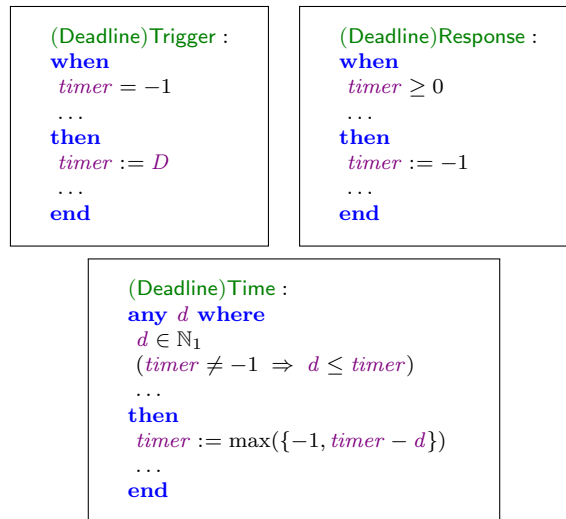 (Deadline)Trigger :
when
timer = −1
...
then
timer := D
...
end
(Deadline)Response :
when
timer ≥ 0
...
then
timer := −1
...
end
(Deadline)Time :
any d where
d ∈ ℕ₁
(timer ≠ −1 ⇒ d ≤ timer)
...
then
timer := max({−1, timer − d})
...
end